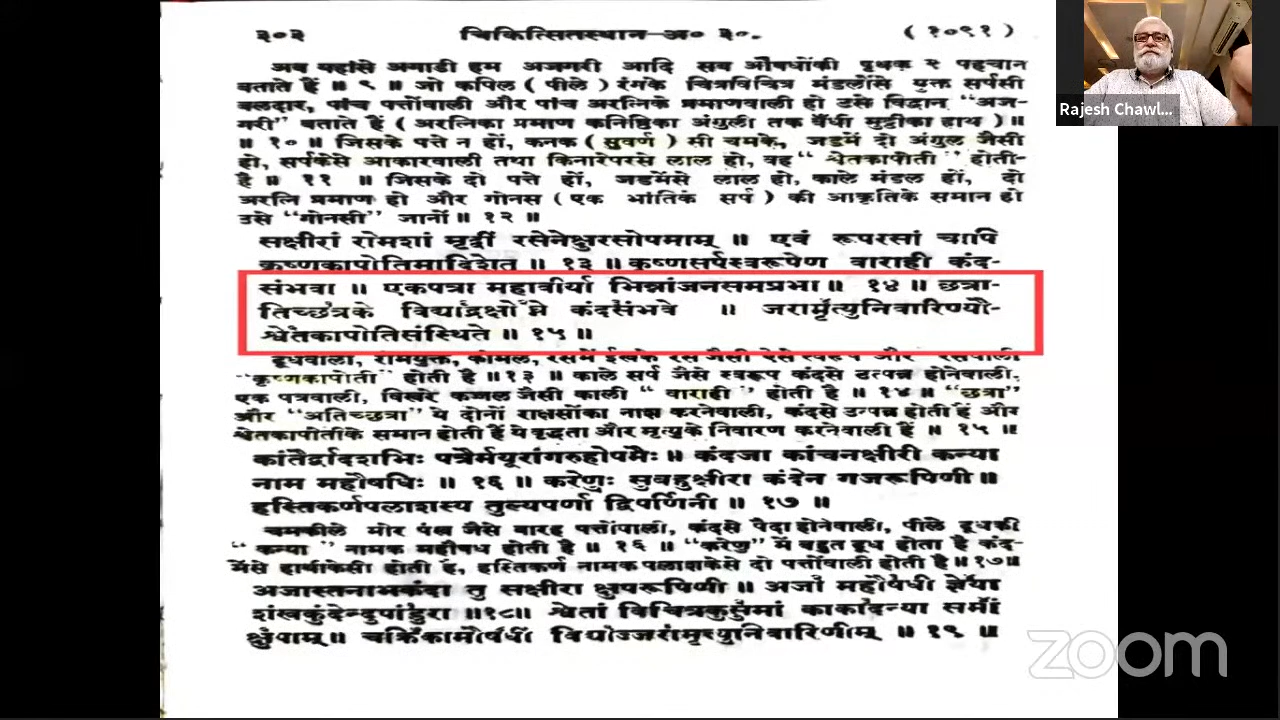 ३०३ चिकित्सितस्थान-अ० ३०. (१०९१)
अब यहांसे अगाडी हम अजगरी आदि सब औषधोंकी पृथक २ पहचान
बताते हैं ॥ ९ ॥ जो कपिल (पीले) रंगके चित्रविचित्र मंडलोंसे युक्त सर्पसी
बलदार, पांच पत्तोंवाली और पांच अरत्निके प्रमाणवाली हो उसे विद्वान् “अज-
गरी” बताते हैं (अरत्निका प्रमाण कनिष्ठिका अंगुली तक बँधी मुट्ठीका हाथ)॥
॥ १० ॥ जिसके पत्ते न हों, कनक (सुवर्ण) सी चमके, जडमें दो अंगुल जैसी
हो, सर्पकेसे आकारवाली तथा किनारेपरसे लाल हो, वह “श्वेतकापोती” होती-
है ॥ ११ ॥ जिसके दो पत्ते हों, जडमेंसे लाल हो, काले मंडल हों, दो
अरत्नि प्रमाण हो और गोनस (एक भांतिके सर्प) की आकृतिके समान हो
उसे “गोनसी” जानों ॥ १२ ॥
सक्षीरां रोमशां मृद्वीं रसेनेक्षुरसोपमाम् ॥ एवं रूपरसां चापि
कृष्णकापोतिमादिशेत ॥ १३ ॥ कृष्णसर्पस्वरूपेण वाराही कंद-
संभवा ॥ एकपत्रा महावीर्या भिन्नांजनसमप्रभा ॥ १४ ॥ छत्रा-
तिच्छत्रके विद्याद्रक्षोघ्ने कंदसंभवे ॥ जरामृत्युनिवारिण्यौ-
श्वेतकापोतिसंस्थिते ॥ १५ ॥
दूधवाली, रोमयुक्त, कोमल, रसमें ईखके रस जैसी ऐसे स्वरूप और रसवाली
“कृष्णकापोती” होती है ॥ १३ ॥ काले सर्प जैसे स्वरूप कंदसे उत्पन्न होनेवाली,
एक पत्रवाली, बिखरे कज्जल जैसी काली “वाराही” होती है ॥ १४ ॥ “छत्रा”
और “अतिच्छत्रा” ये दोनों राक्षसोंका नाश करनेवाली, कंदसे उत्पन्न होती हैं और
श्वेतकापोतीके समान होती हैं ये वृद्धता और मृत्युके निवारण करनेवाली हैं ॥ १५ ॥
कांतैर्द्वादशभिः पत्रैर्मयूरांगरुहोपमैः ॥ कंदजा कांचनक्षीरी कन्या
नाम महौषधिः ॥ १६ ॥ करेणुः सुबहुक्षीरा कंदेन गजरूपिणी ॥
हस्तिकर्णपलाशस्य तुल्यपर्णा द्विपर्णिनी ॥ १७ ॥
चमकीले मोर पंख जैसे बारह पत्तोंवाली, कंदसे पैदा होनेवाली, पीले दूधकी
“कन्या” नामक महौषध होती है ॥ १६ ॥ “करेणु” में बहुत दूध होता है कंद-
मेंसे हाथीकेसी होती है, हस्तिकर्ण नामक पलाशकेसे दो पत्तोंवाली होती है ॥१७॥
अजास्तनाभकंदा तु सक्षीरा क्षुपरूपिणी ॥ अजा महौषधी ज्ञेया
शंखकुंदेन्दुपांडुरा ॥१८॥ श्वेतां विचित्रकुसुमां काकादन्या समां
क्षुपाम् ॥ चक्रिकामौषधीं विद्याज्जरामृत्युनिवारिणीम् ॥ १९ ॥
Rajesh Chawl...
zoom